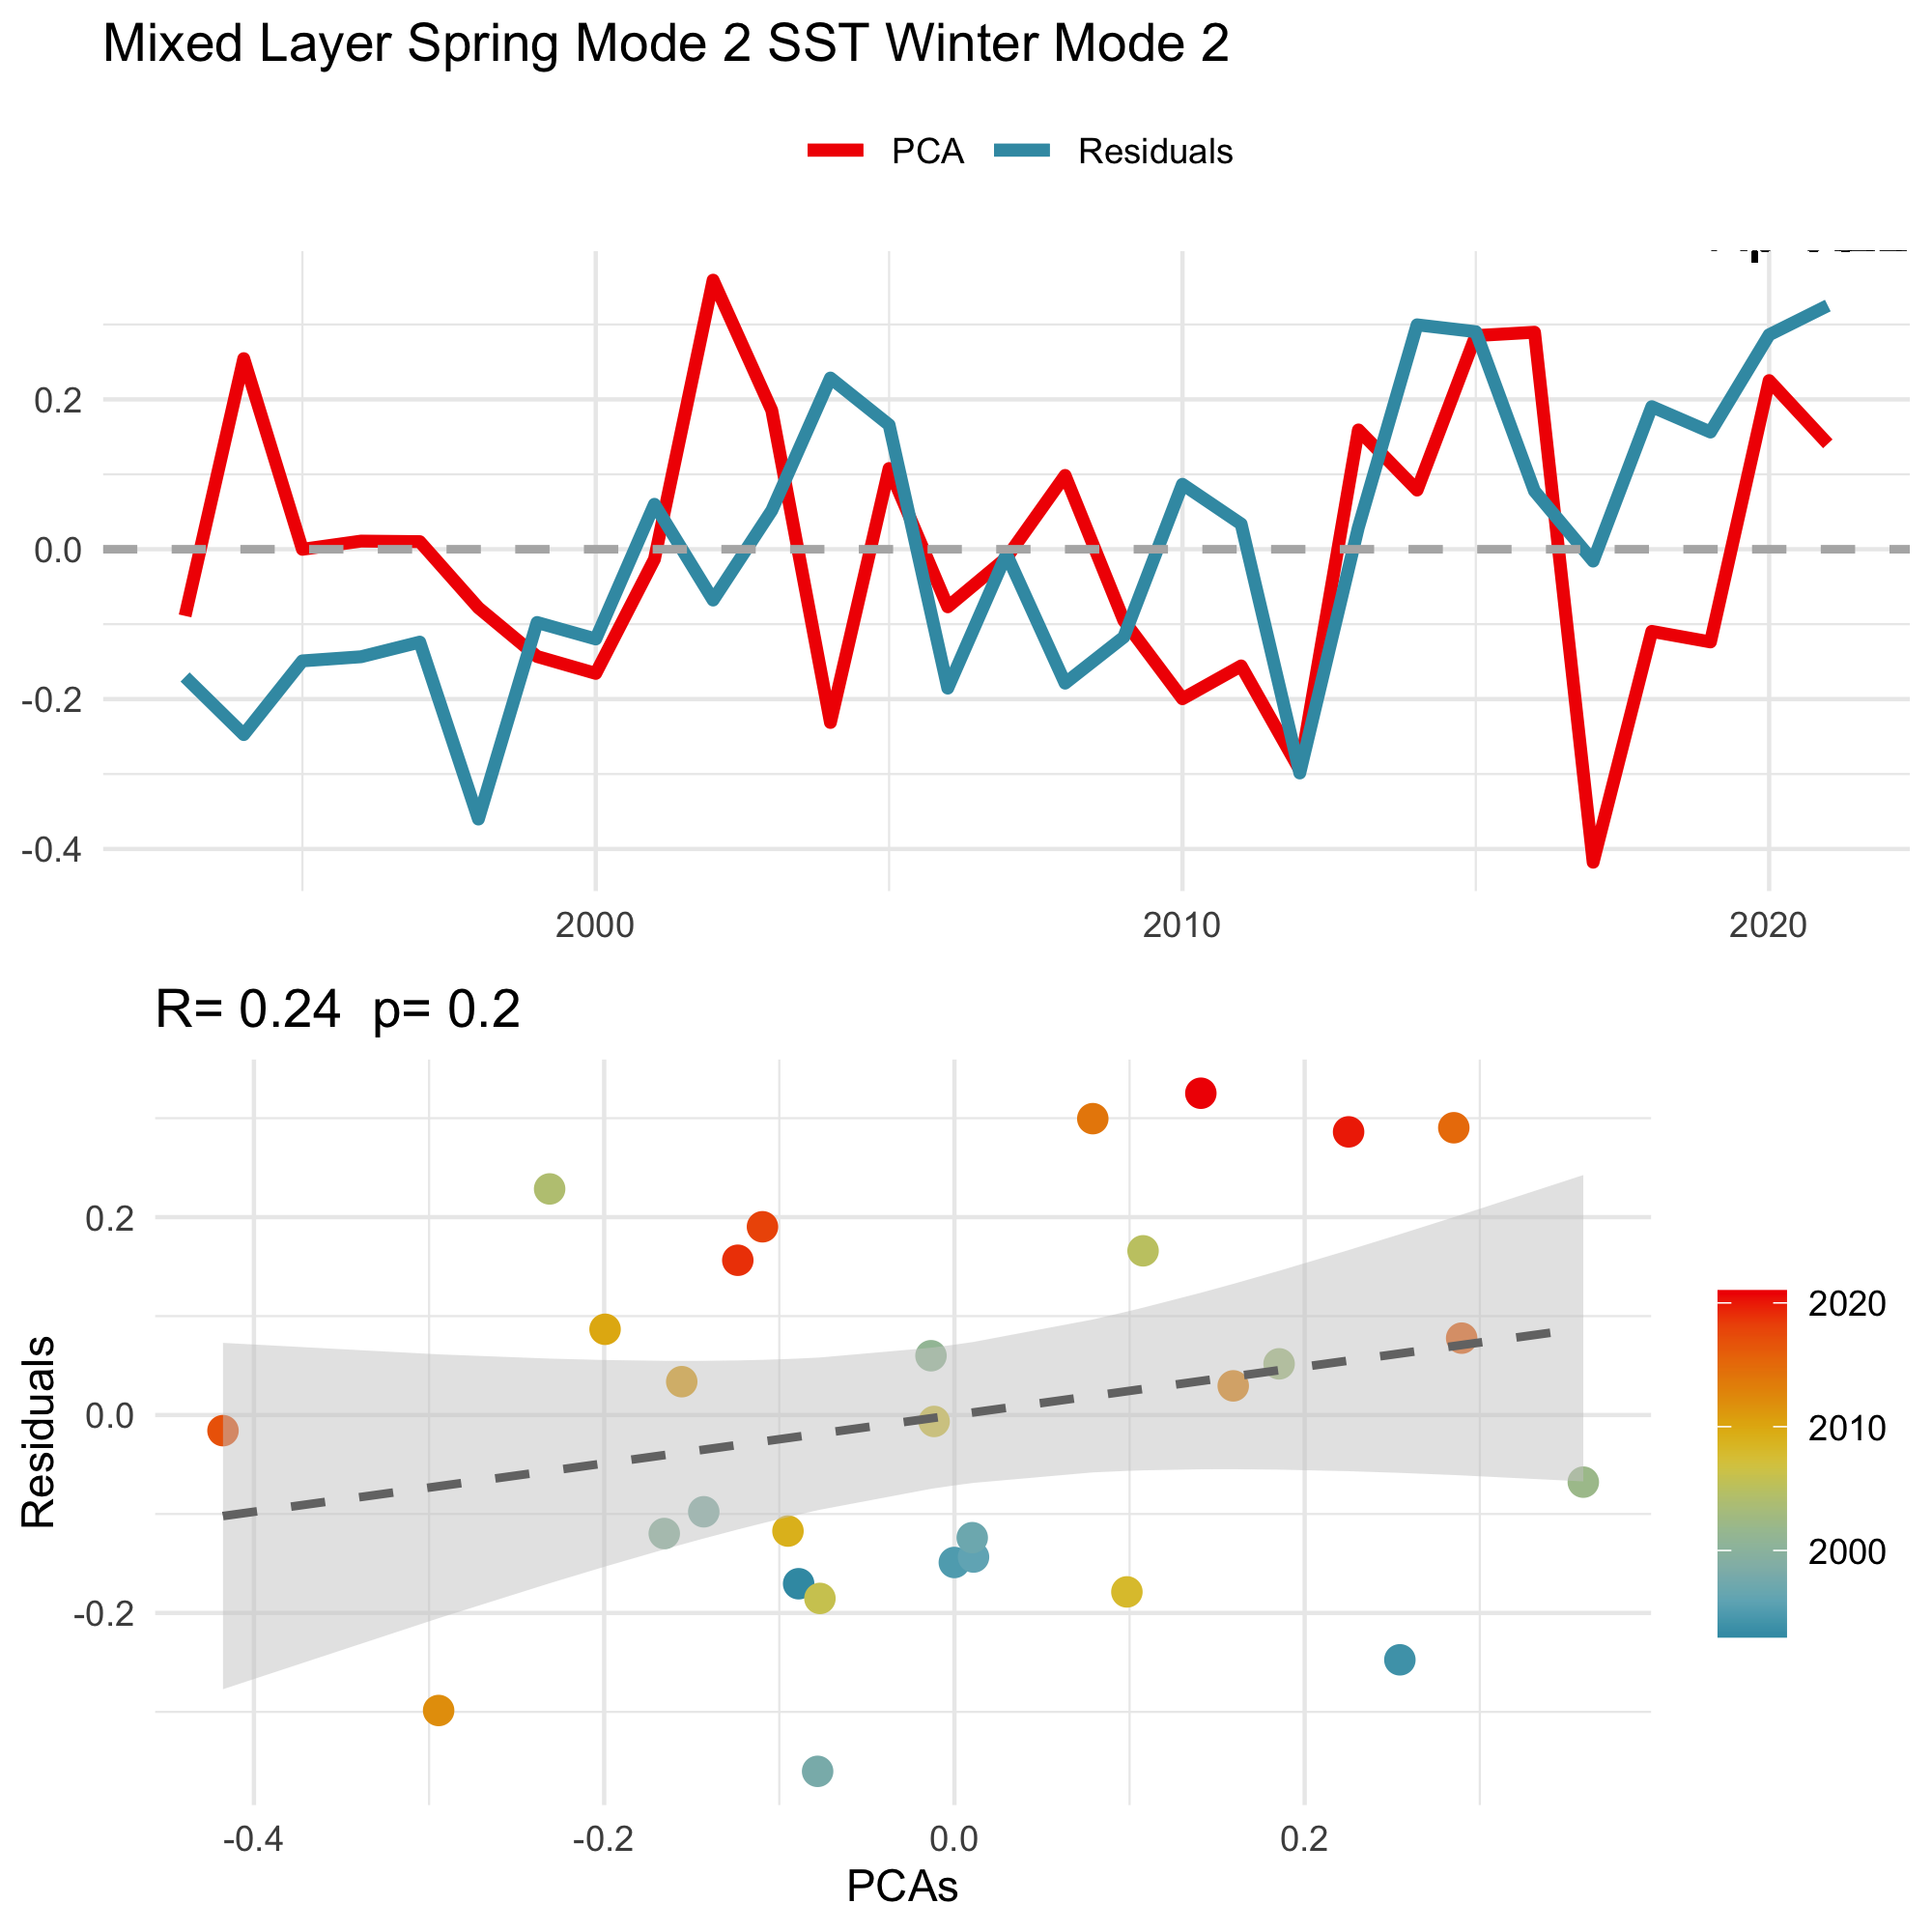 Mixed Layer Spring Mode 2 SST Winter Mode 2
PCA Residuals
0.2
0.0
-0.2
-0.4
2000 2010 2020
R= 0.24 p= 0.2
Residuals
0.2
0.0
-0.2
-0.4 -0.2 0.0 0.2
PCAs
2020
2010
2000